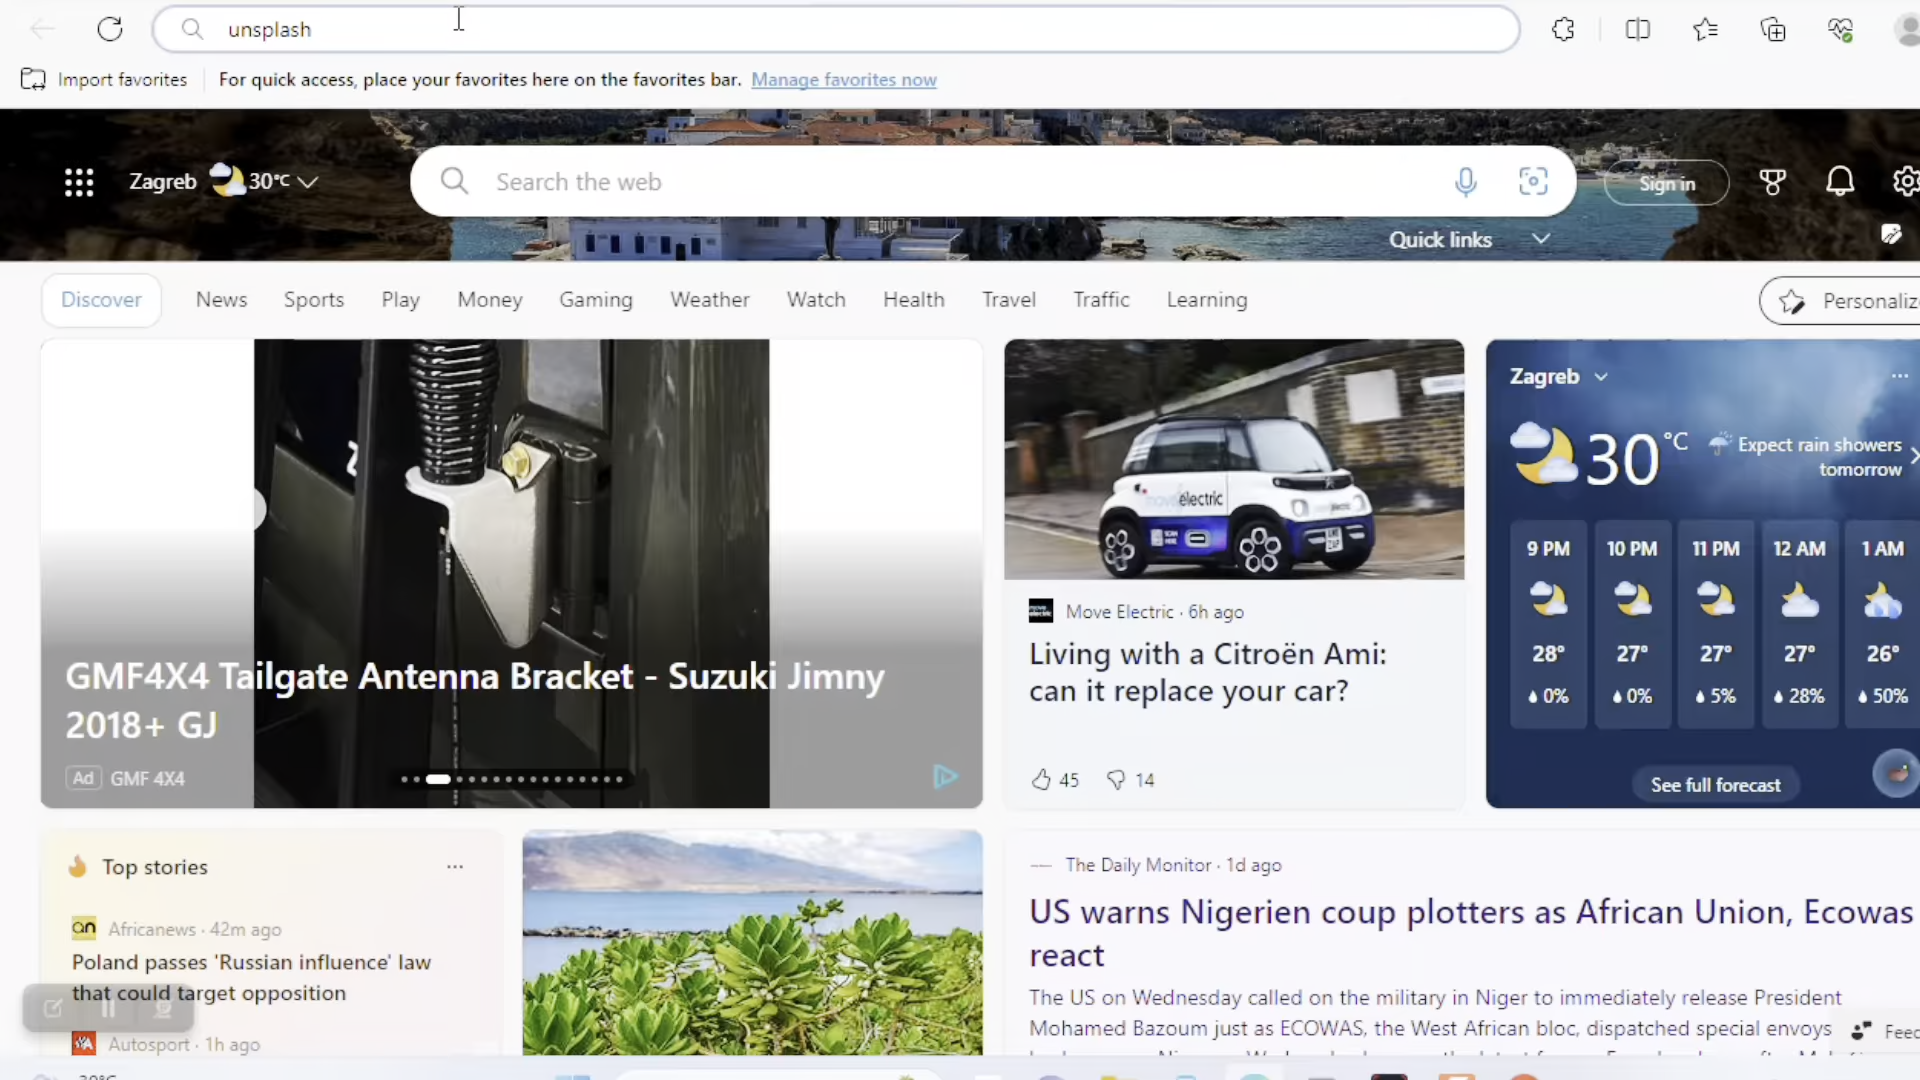 unsplash
Import favorites
For quick access, place your favorites here on the favorites bar. Manage favorites now
Zagreb 30°C
Search the web
Sign in
Quick links
Discover News Sports Play Money Gaming Weather Watch Health Travel Traffic Learning
Personaliz
GMF4X4 Tailgate Antenna Bracket - Suzuki Jimny
2018+ GJ
Ad GMF 4X4
electric
Move Electric · 6h ago
Living with a Citroën Ami:
can it replace your car?
45 14
Zagreb
30 °C
Expect rain showers
tomorrow
9 PM 10 PM 11 PM 12 AM 1 AM
28° 27° 27° 27° 26°
0% 0% 5% 28% 50%
See full forecast
Top stories
Africanews · 42m ago
Poland passes 'Russian influence' law
that could target opposition
Autosport · 1h ago
The Daily Monitor · 1d ago
US warns Nigerien coup plotters as African Union, Ecowas
react
The US on Wednesday called on the military in Niger to immediately release President
Mohamed Bazoum just as ECOWAS, the West African bloc, dispatched special envoys
Feec